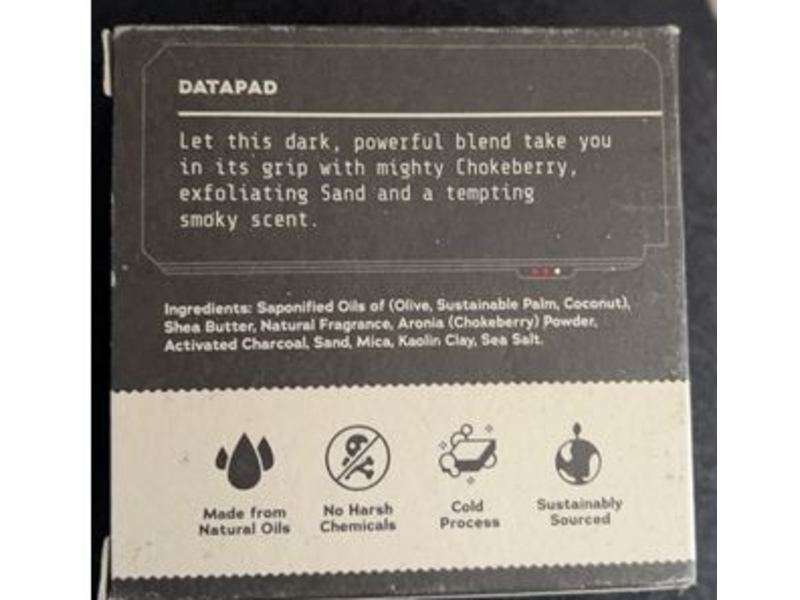 DATAPAD
Let this dark, powerful blend take you
in its grip with mighty Chokeberry,
exfoliating Sand and a tempting
smoky scent.
Ingredients: Saponified Oils of (Olive, Sustainable Palm, Coconut),
Shea Butter, Natural Fragrance, Aronia (Chokeberry) Powder,
Activated Charcoal, Sand, Mica, Kaolin Clay, Sea Salt.
Made from
Natural Oils
No Harsh
Chemicals
Cold
Process
Sustainably
Sourced